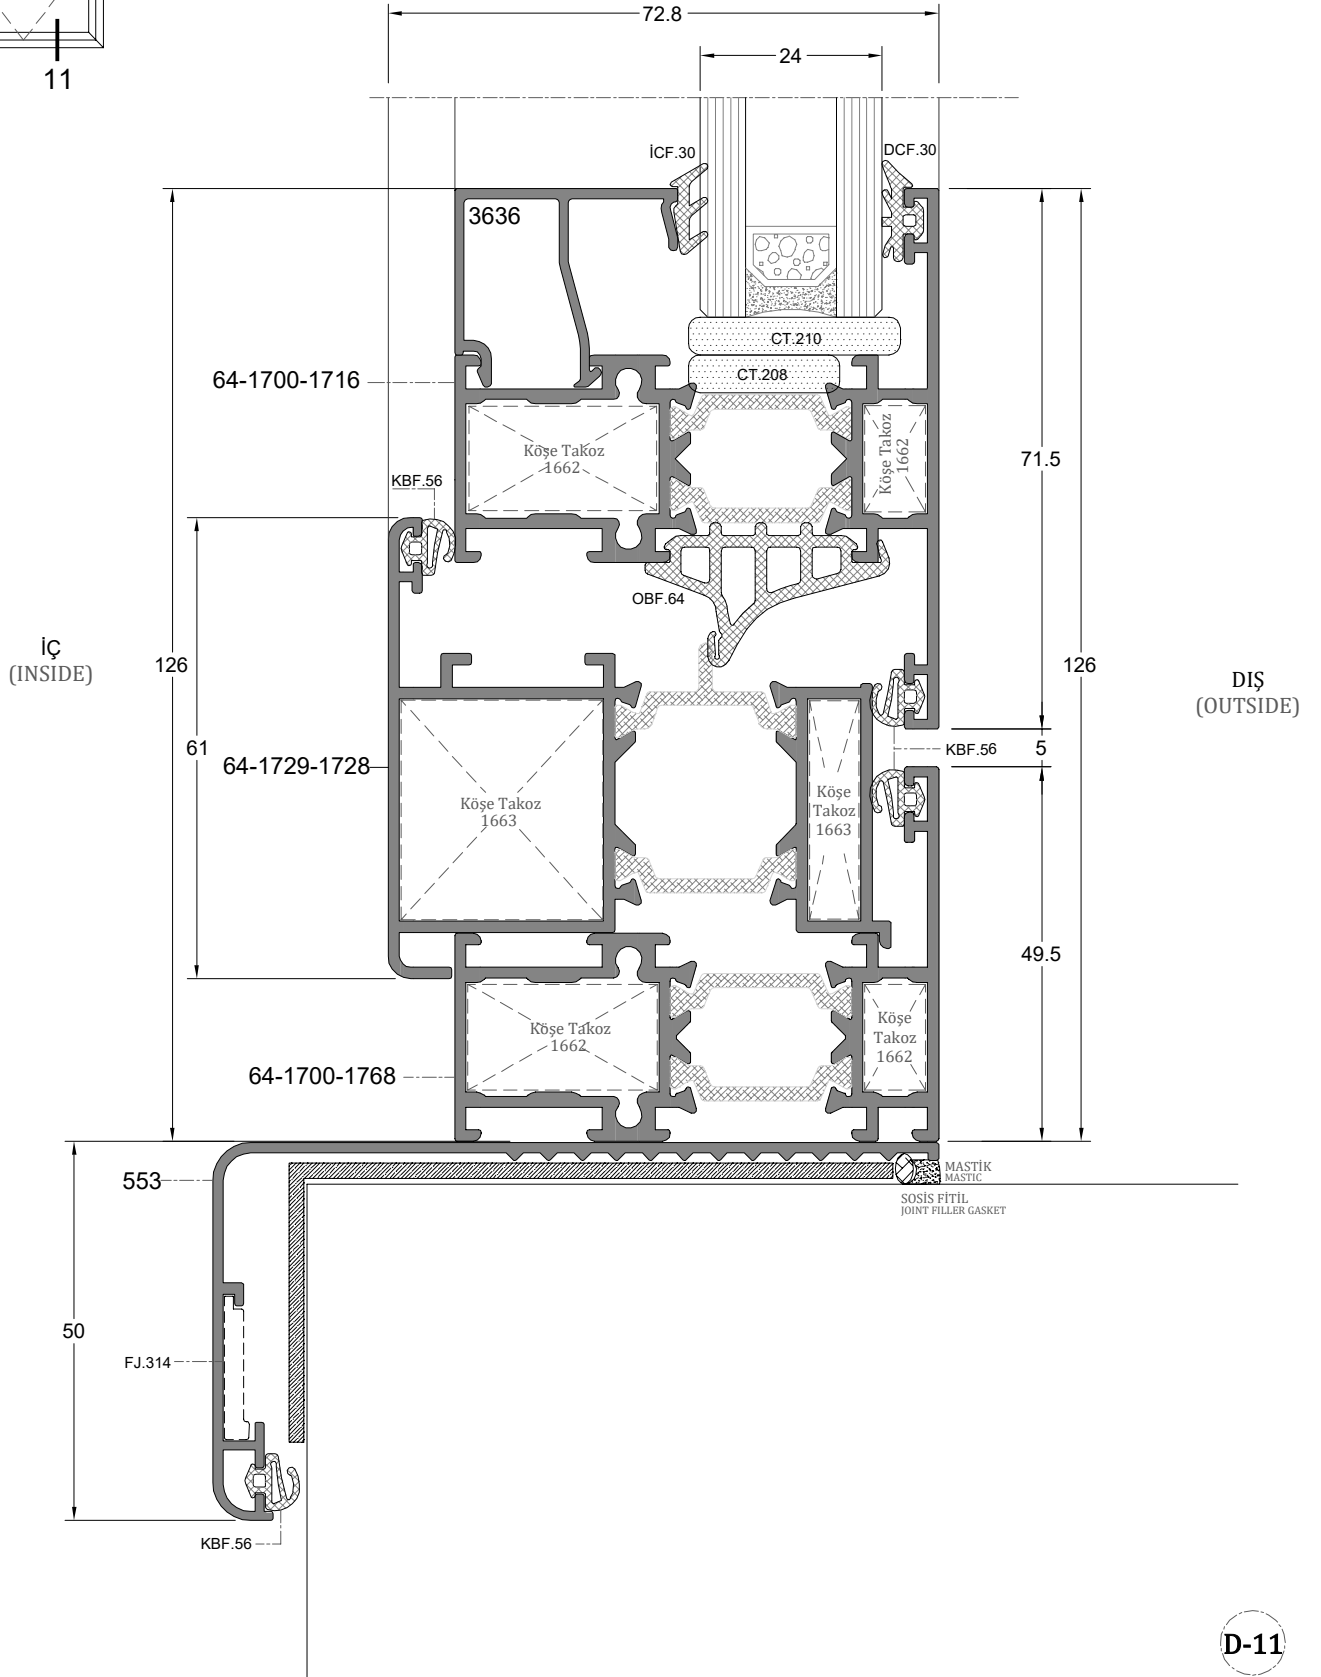 72.8
24
11
İCF.30
DCF.30
3636
CT.210
CT.208
64-1700-1716
Köşe Takoz
1662
Köşe Takoz
1662
71.5
KBF.56
OBF.64
İÇ
(INSIDE)
126
126
DIŞ
(OUTSIDE)
61
64-1729-1728
KBF.56
5
Köşe Takoz
1663
Köşe
Takoz
1663
49.5
Köşe Takoz
1662
Köşe
Takoz
1662
64-1700-1768
553
MASTİK
MASTIC
SOSİS FİTİL
JOINT FILLER GASKET
50
FJ.314
KBF.56
D-11